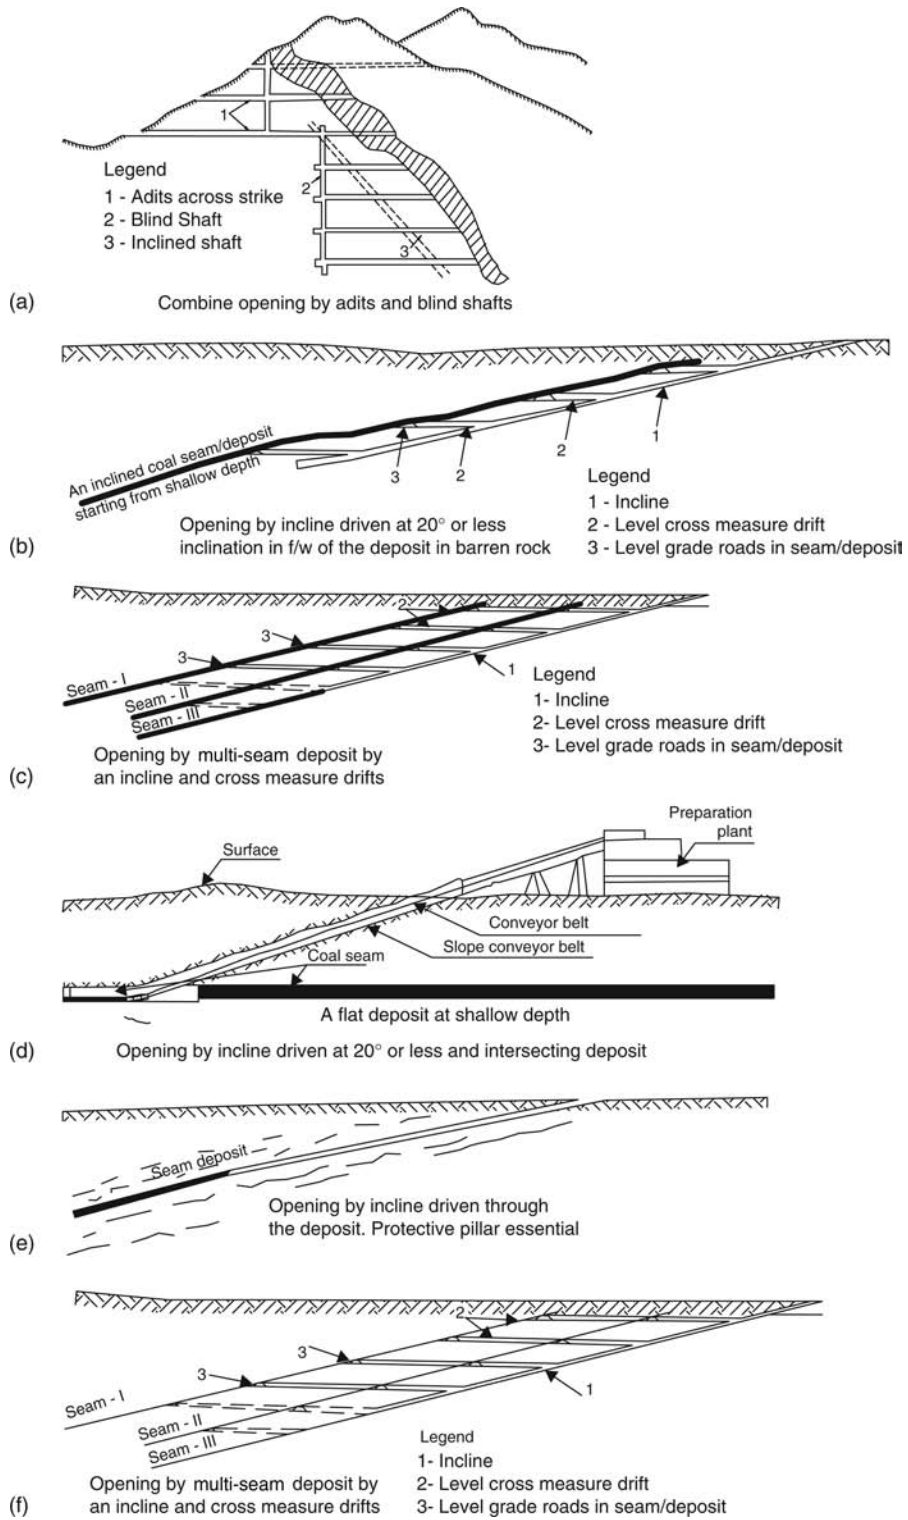 1
Legend
1 - Adits across strike
2 - Blind Shaft
3 - Inclined shaft
2
3
(a)
Combine opening by adits and blind shafts
An inclined coal seam/deposit
starting from shallow depth
3
2
2
1
Legend
1 - Incline
2 - Level cross measure drift
3 - Level grade roads in seam/deposit
Opening by incline driven at 20° or less
inclination in f/w of the deposit in barren rock
(b)
2
3
3
1
Seam - I
Seam - II
Seam - III
Legend
1- Incline
2- Level cross measure drift
3- Level grade roads in seam/deposit
Opening by multi-seam deposit by
an incline and cross measure drifts
(c)
Preparation
plant
Surface
Conveyor belt
Slope conveyor belt
Coal seam
A flat deposit at shallow depth
(d)
Opening by incline driven at 20° or less and intersecting deposit
Seam deposit
Opening by incline driven through
the deposit. Protective pillar essential
(e)
2
3
3
1
Seam - I
Seam - II
Seam - III
Legend
1- Incline
2- Level cross measure drift
3- Level grade roads in seam/deposit
Opening by multi-seam deposit by
an incline and cross measure drifts
(f)